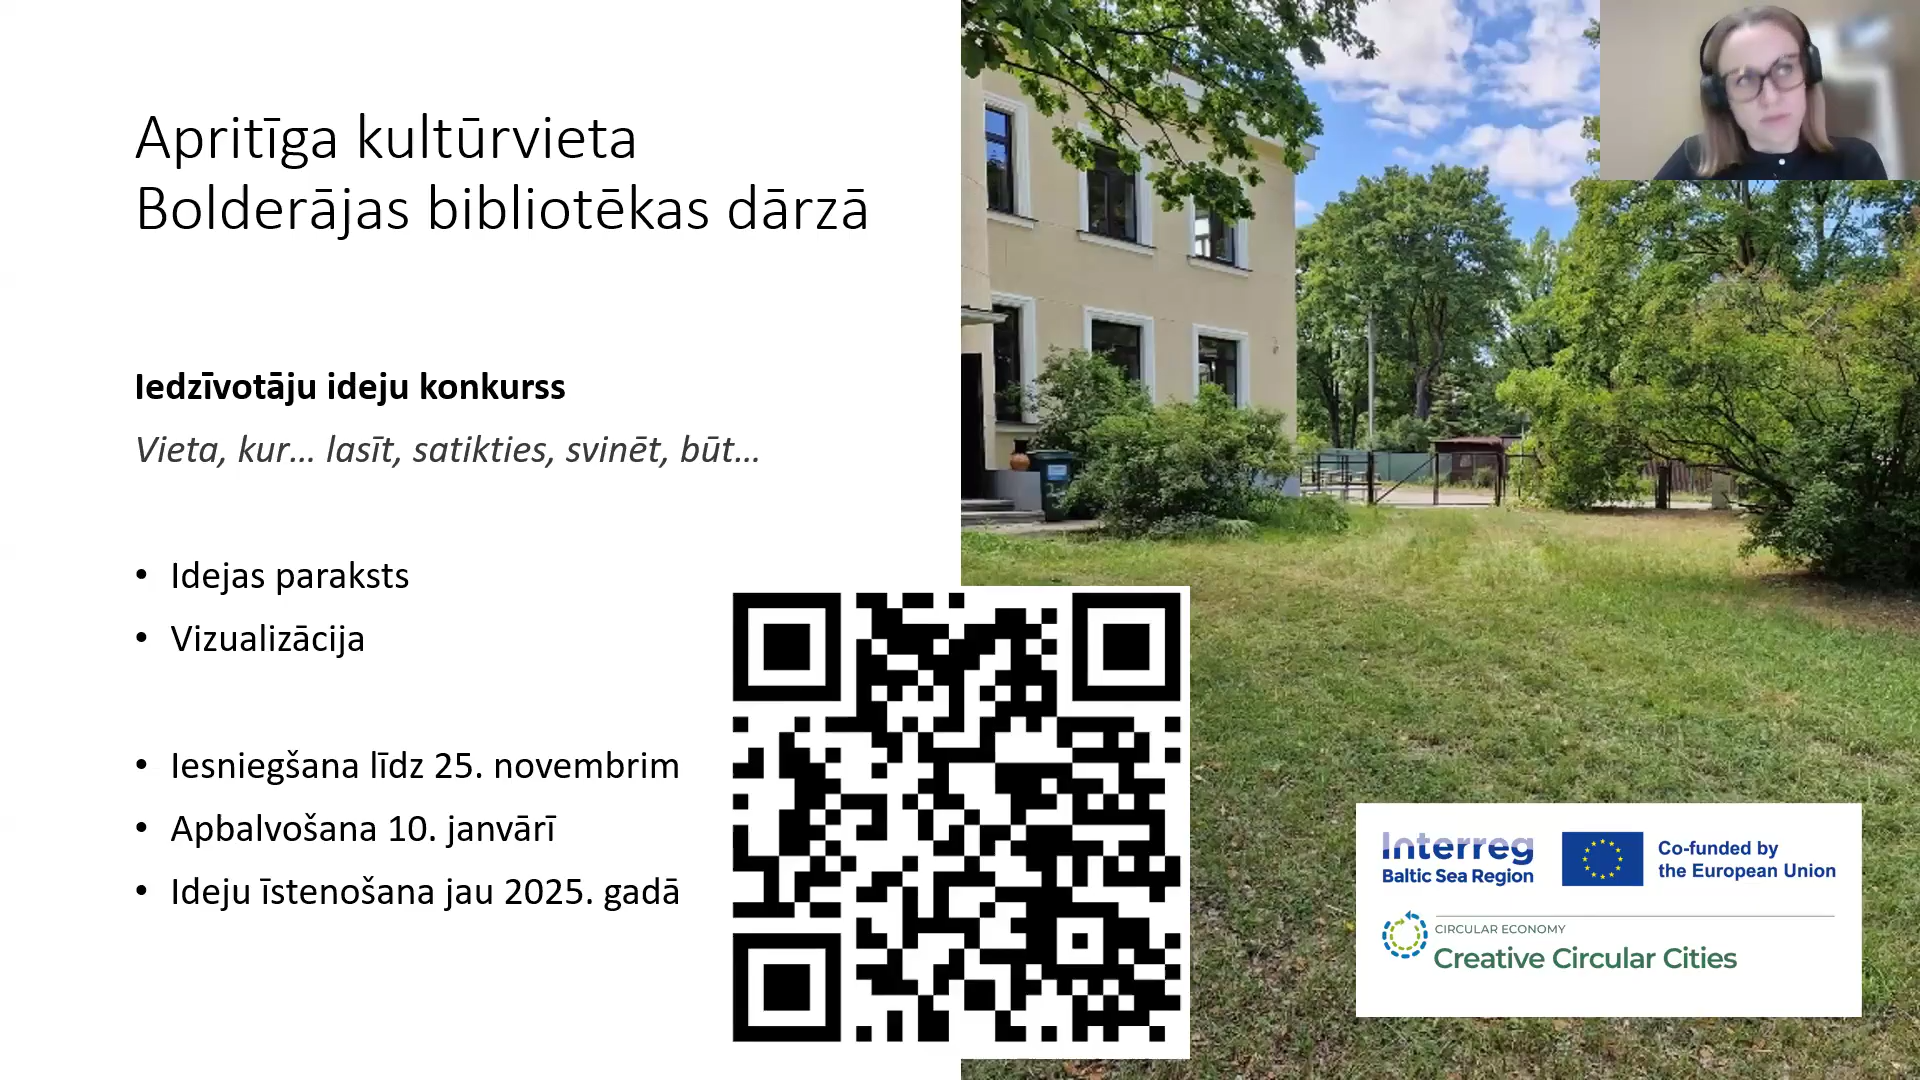 Apritīga kultūrvieta
Bolderājas bibliotēkas dārzā
Iedzīvotāju ideju konkurss
Vieta, kur... lasīt, satikties, svinēt, būt...
• Idejas paraksts
• Vizualizācija
• Iesniegšana līdz 25. novembrim
• Apbalvošana 10. janvārī
• Ideju īstenošana jau 2025. gadā
Interreg
Baltic Sea Region
Co-funded by
the European Union
CIRCULAR ECONOMY
Creative Circular Cities